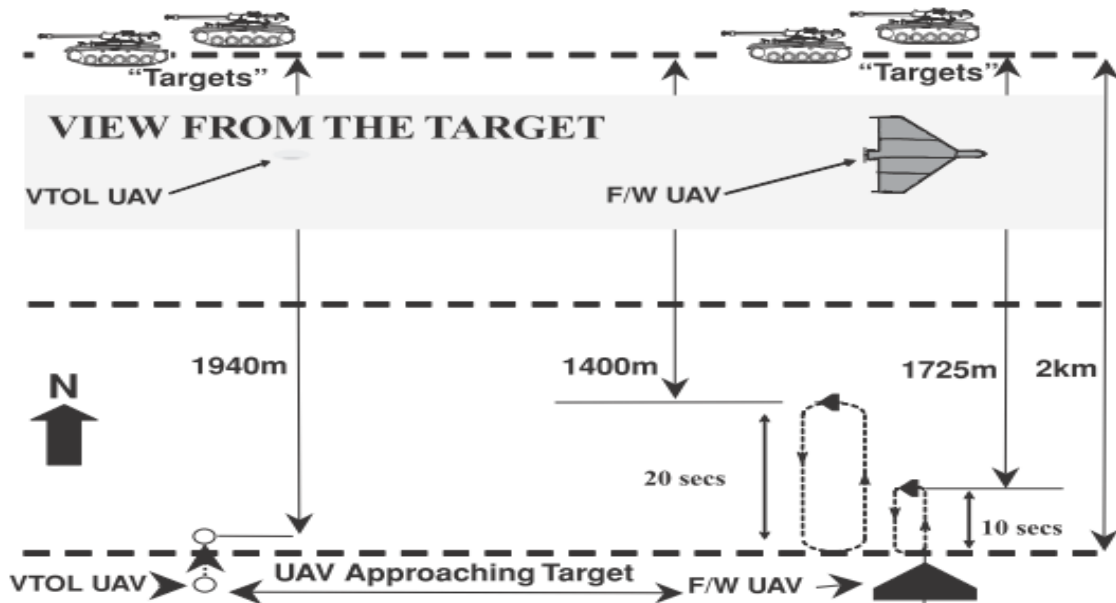 “Targets”
“Targets”
VIEW FROM THE TARGET
VTOL UAV
F/W UAV
1940m
1400m
1725m
2km
N
20 secs
10 secs
VTOL UAV
UAV Approaching Target
F/W UAV